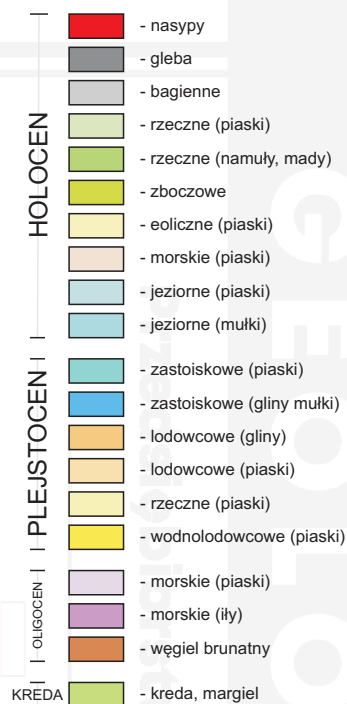 HOLOCEN
- nasypy
- gleba
- bagienne
- rzeczne (piaski)
- rzeczne (namuły, mady)
- zboczowe
- eoliczne (piaski)
- morskie (piaski)
- jeziorne (piaski)
- jeziorne (mułki)
PLEJSTOCEN
- zastoiskowe (piaski)
- zastoiskowe (gliny mułki)
- lodowcowe (gliny)
- lodowcowe (piaski)
- rzeczne (piaski)
- wodnolodowcowe (piaski)
OLIGOCEN
- morskie (piaski)
- morskie (iły)
- węgiel brunatny
KREDA
- kreda, margiel